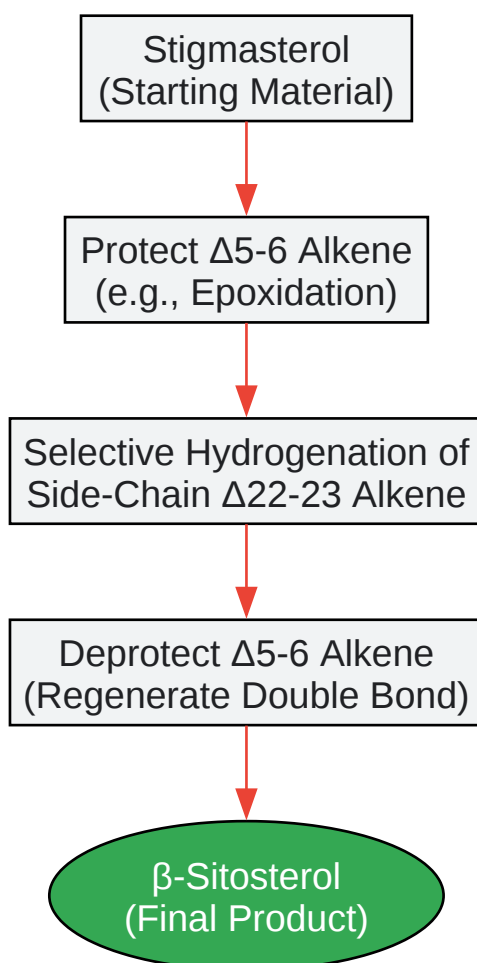 Stigmasterol
(Starting Material)
Protect Δ5-6 Alkene
(e.g., Epoxidation)
Selective Hydrogenation of
Side-Chain Δ22-23 Alkene
Deprotect Δ5-6 Alkene
(Regenerate Double Bond)
β-Sitosterol
(Final Product)